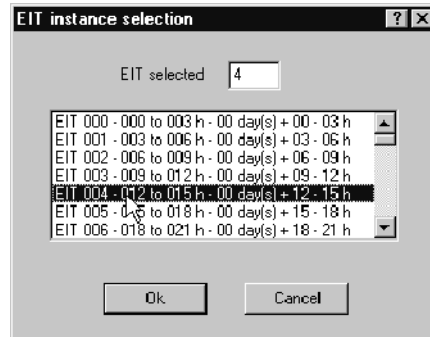 EIT instance selection
EIT selected 4
EIT 000 - 000 to 003 h - 00 day(s) + 00 - 03 h
EIT 001 - 003 to 006 h - 00 day(s) + 03 - 06 h
EIT 002 - 006 to 009 h - 00 day(s) + 06 - 09 h
EIT 003 - 009 to 012 h - 00 day(s) + 09 - 12 h
EIT 004 - 012 to 015 h - 00 day(s) + 12 - 15 h
EIT 005 - 015 to 018 h - 00 day(s) + 15 - 18 h
EIT 006 - 018 to 021 h - 00 day(s) + 18 - 21 h
Ok Cancel